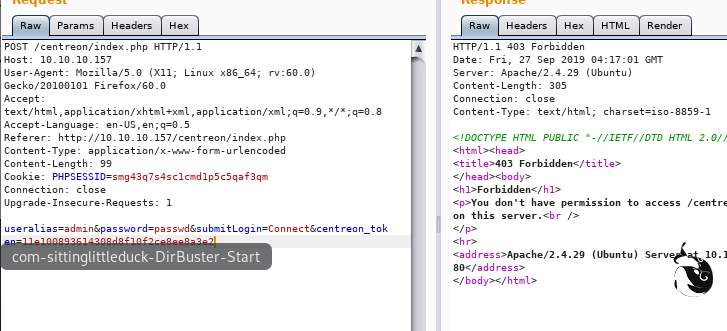 Request
Raw Params Headers Hex
POST /centreon/index.php HTTP/1.1
Host: 10.10.10.157
User-Agent: Mozilla/5.0 (X11; Linux x86_64; rv:60.0)
Gecko/20100101 Firefox/60.0
Accept:
text/html,application/xhtml+xml,application/xml;q=0.9,*/*;q=0.8
Accept-Language: en-US,en;q=0.5
Referer: http://10.10.10.157/centreon/index.php
Content-Type: application/x-www-form-urlencoded
Content-Length: 99
Cookie: PHPSESSID=smg43q7s4sc1cmd1p5c5qaf3qm
Connection: close
Upgrade-Insecure-Requests: 1
useralias=admin&password=passwd&submitLogin=Connect&centreon_tok
en=11e100893614308d8f10f2ce8ee8a3e2
com-sittinglittleduck-DirBuster-Start
Response
Raw Headers Hex HTML Render
HTTP/1.1 403 Forbidden
Date: Fri, 27 Sep 2019 04:17:01 GMT
Server: Apache/2.4.29 (Ubuntu)
Content-Length: 305
Connection: close
Content-Type: text/html; charset=iso-8859-1
<!DOCTYPE HTML PUBLIC "-//IETF//DTD HTML 2.0//
<html><head>
<title>403 Forbidden</title>
</head><body>
<h1>Forbidden</h1>
<p>You don't have permission to access /centre
on this server.<br />
</p>
<hr>
<address>Apache/2.4.29 (Ubuntu) Server at 10.1
80</address>
</body></html>